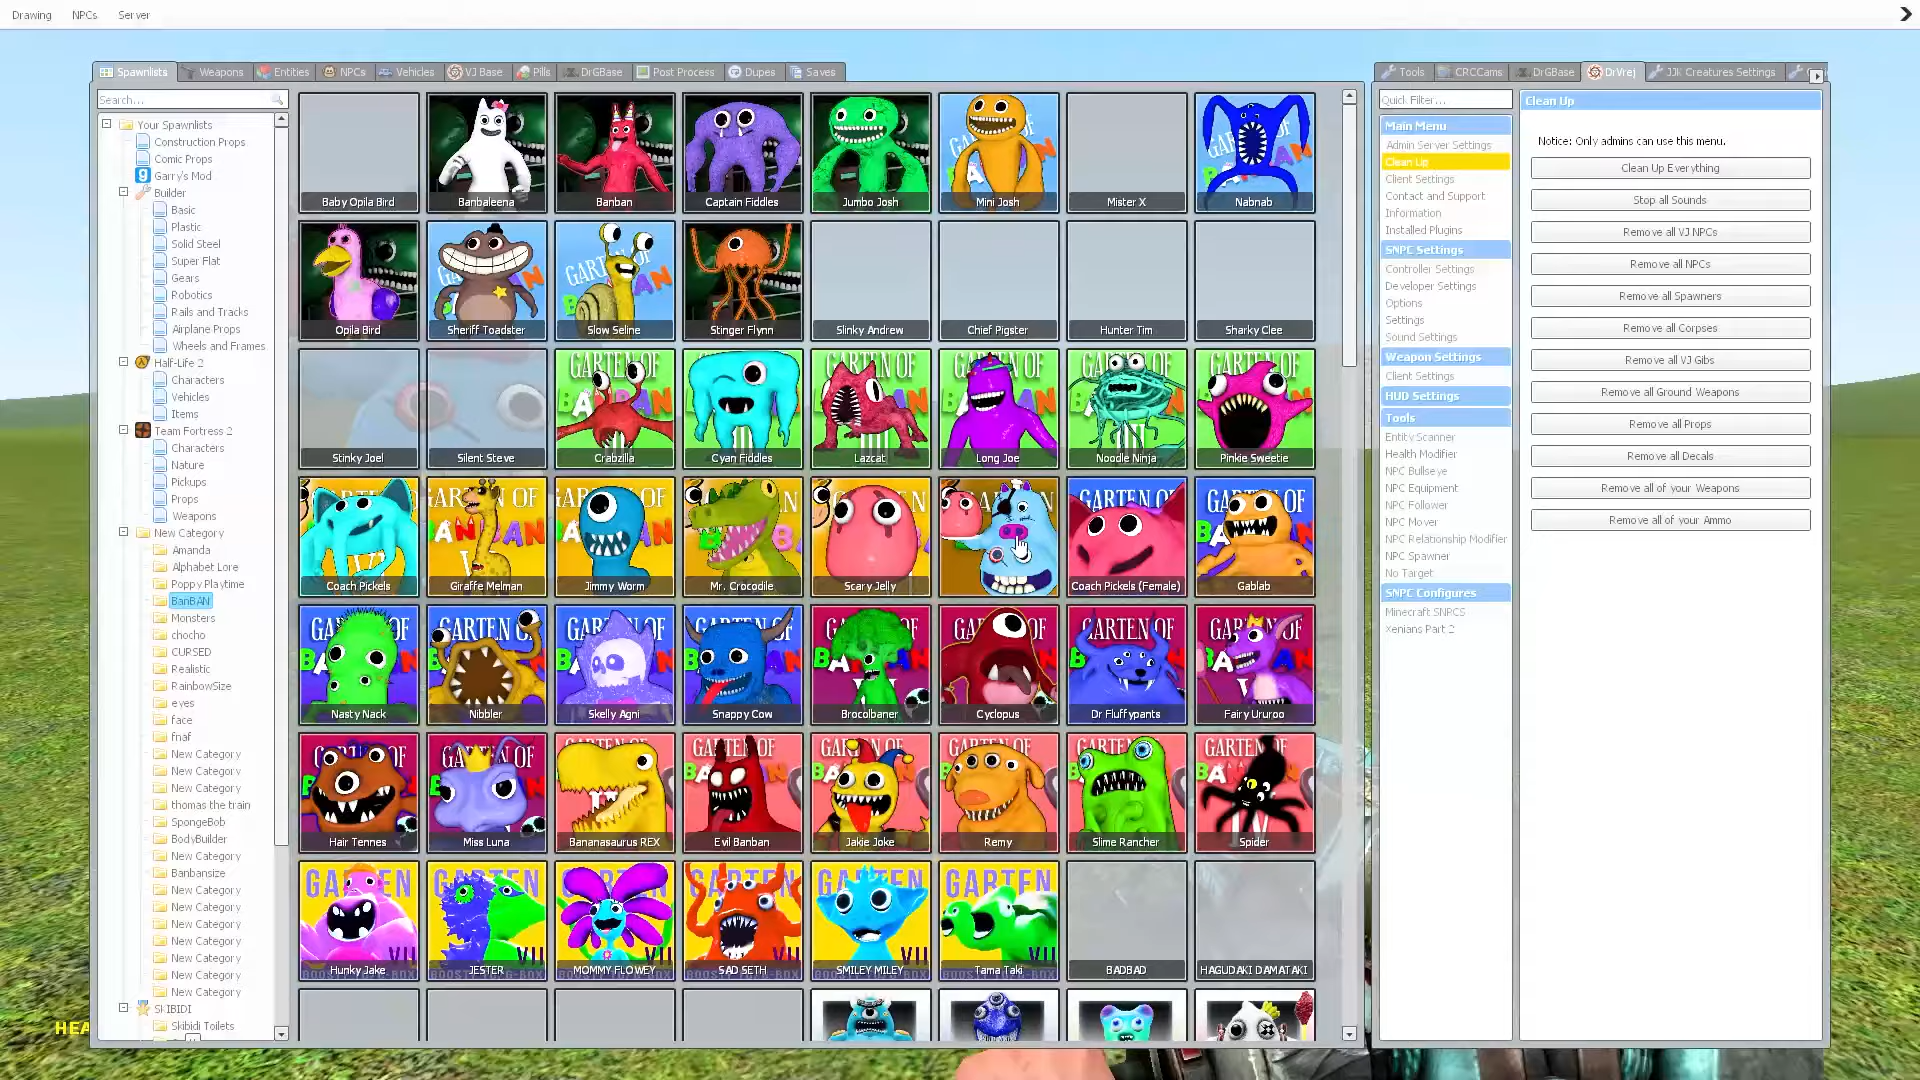 Drawing NPCs Server
Spawnlists Weapons Entities NPCs Vehicles VJ Base Pills DrGBase Post Process Dupes Saves
Search...
Your Spawnlists
Construction Props
Comic Props
Garry's Mod
Builder
Basic
Plastic
Solid Steel
Super Flat
Gears
Robotics
Rails and Tracks
Airplane Props
Wheels and Frames
Half-Life 2
Characters
Vehicles
Items
Team Fortress 2
Characters
Nature
Pickups
Props
Weapons
New Category
Amanda
Alphabet Lore
Poppy Playtime
BanBAN
Monsters
chocho
CURSED
Realistic
RainbowSize
eyes
face
fnaf
New Category
New Category
New Category
thomas the train
SpongeBob
BodyBuilder
New Category
Banbansize
New Category
New Category
New Category
New Category
New Category
New Category
New Category
SKIBIDI
Skibidi Toilets
Baby Opila Bird Banbaleena Banban Captain Fiddles Jumbo Josh Mini Josh Mister X Nabnab
Opila Bird Sheriff Toadster Slow Seline Stinger Flynn Slinky Andrew Chief Pigster Hunter Tim Sharky Clee
Stinky Joel Silent Steve Crabzilla Cyan Fiddles Lazcat Long Joe Noodle Ninja Pinkie Sweetie
Coach Pickels Giraffe Melman Jimmy Worm Mr. Crocodile Scary Jelly Coach Pickels (Female) Gablab
Nasty Nack Nibbler Skelly Agni Snappy Cow Brocolbaner Cyclopus Dr Fluffypants Fairy Ururoo
Hair Tennes Miss Luna Bananasaurus REX Evil Banban Jakie Joke Remy Slime Rancher Spider
Hunky Jake JESTER MOMMY FLOWEY SAD SETH SMILEY MILEY Tama Taki BADBAD HAGUDAKI DAMATAKI
HEA
Tools CRCCams DrGBase DrVrej JJK Creatures Settings
Quick Filter...
Main Menu
Admin Server Settings
Clean Up
Client Settings
Contact and Support
Information
Installed Plugins
SNPC Settings
Controller Settings
Developer Settings
Options
Settings
Sound Settings
Weapon Settings
Client Settings
HUD Settings
Tools
Entity Scanner
Health Modifier
NPC Bullseye
NPC Equipment
NPC Follower
NPC Mover
NPC Relationship Modifier
NPC Spawner
No Target
SNPC Configures
Minecraft SNPCS
Xenians Part 2
Clean Up
Notice: Only admins can use this menu.
Clean Up Everything
Stop all Sounds
Remove all VJ NPCs
Remove all NPCs
Remove all Spawners
Remove all Corpses
Remove all VJ Gibs
Remove all Ground Weapons
Remove all Props
Remove all Decals
Remove all of your Weapons
Remove all of your Ammo